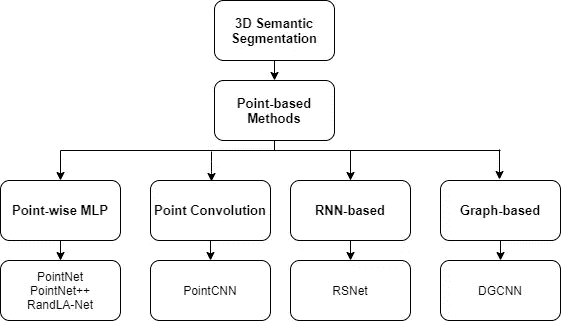 3D Semantic
Segmentation
Point-based
Methods
Point-wise MLP
Point Convolution
RNN-based
Graph-based
PointNet
PointNet++
RandLA-Net
PointCNN
RSNet
DGCNN